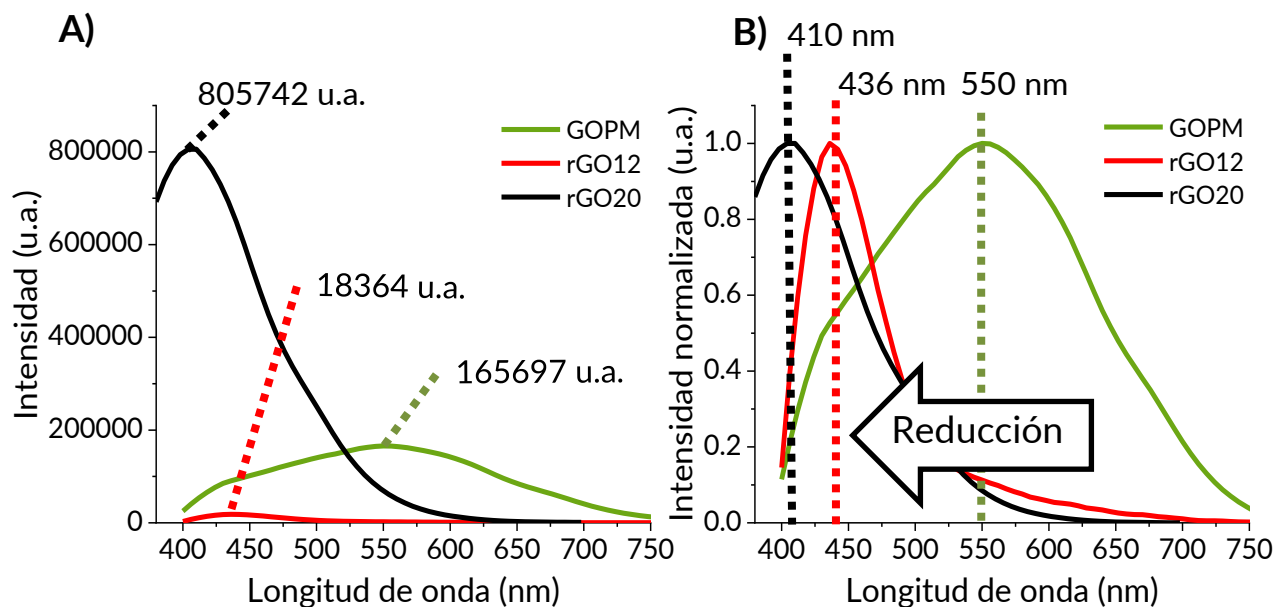 A)
805742 u.a.
18364 u.a.
165697 u.a.
GOPM
rGO12
rGO20
Intensidad (u.a.)
800000
600000
400000
200000
0
400 450 500 550 600 650 700 750
Longitud de onda (nm)
B)
410 nm
436 nm 550 nm
GOPM
rGO12
rGO20
Intensidad normalizada (u.a.)
1.0
0.8
0.6
0.4
0.2
0.0
Reducción
400 450 500 550 600 650 700 750
Longitud de onda (nm)